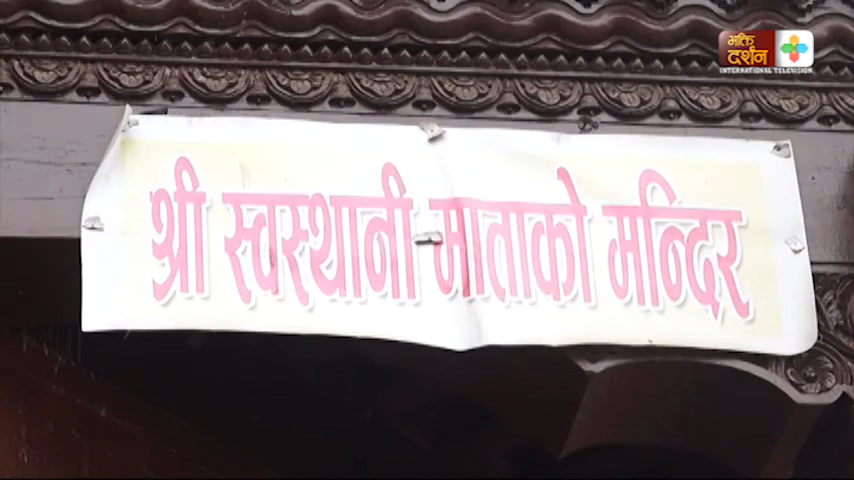 भक्ति
दर्शन
INTERNATIONAL TELEVISION
श्री स्वस्थानी माताको मन्दिर